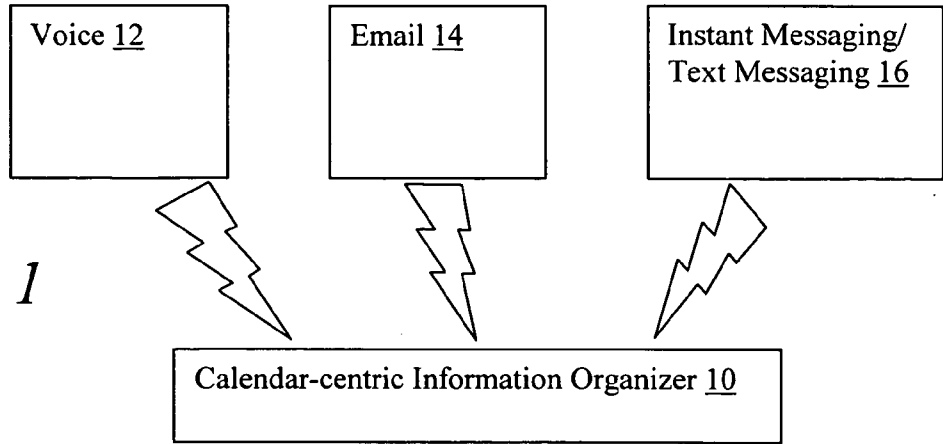 Voice 12
Email 14
Instant Messaging/
Text Messaging 16
1
Calendar-centric Information Organizer 10